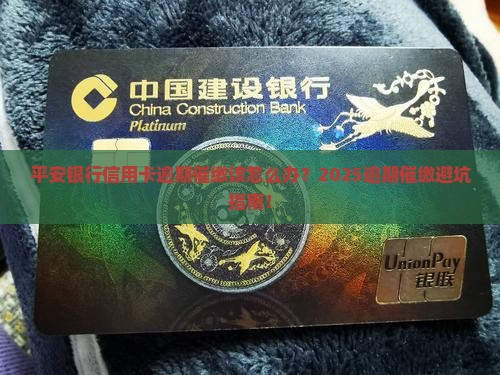 中国建设银行
China Construction Bank
Platinum
平安银行信用卡逾期催缴该怎么办？2025逾期催缴避坑
指南！
UnionPay
银联